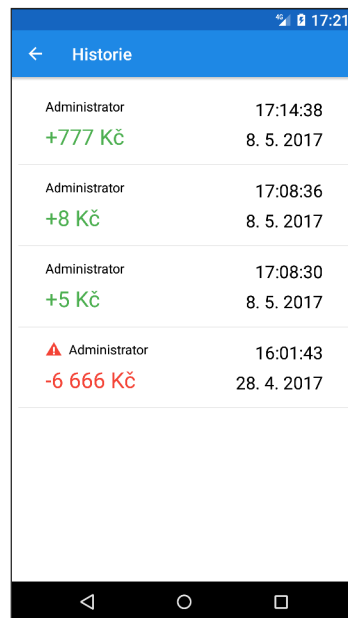 4G 17:21
Historie
Administrator 17:14:38
+777 Kč 8. 5. 2017
Administrator 17:08:36
+8 Kč 8. 5. 2017
Administrator 17:08:30
+5 Kč 8. 5. 2017
Administrator 16:01:43
-6 666 Kč 28. 4. 2017